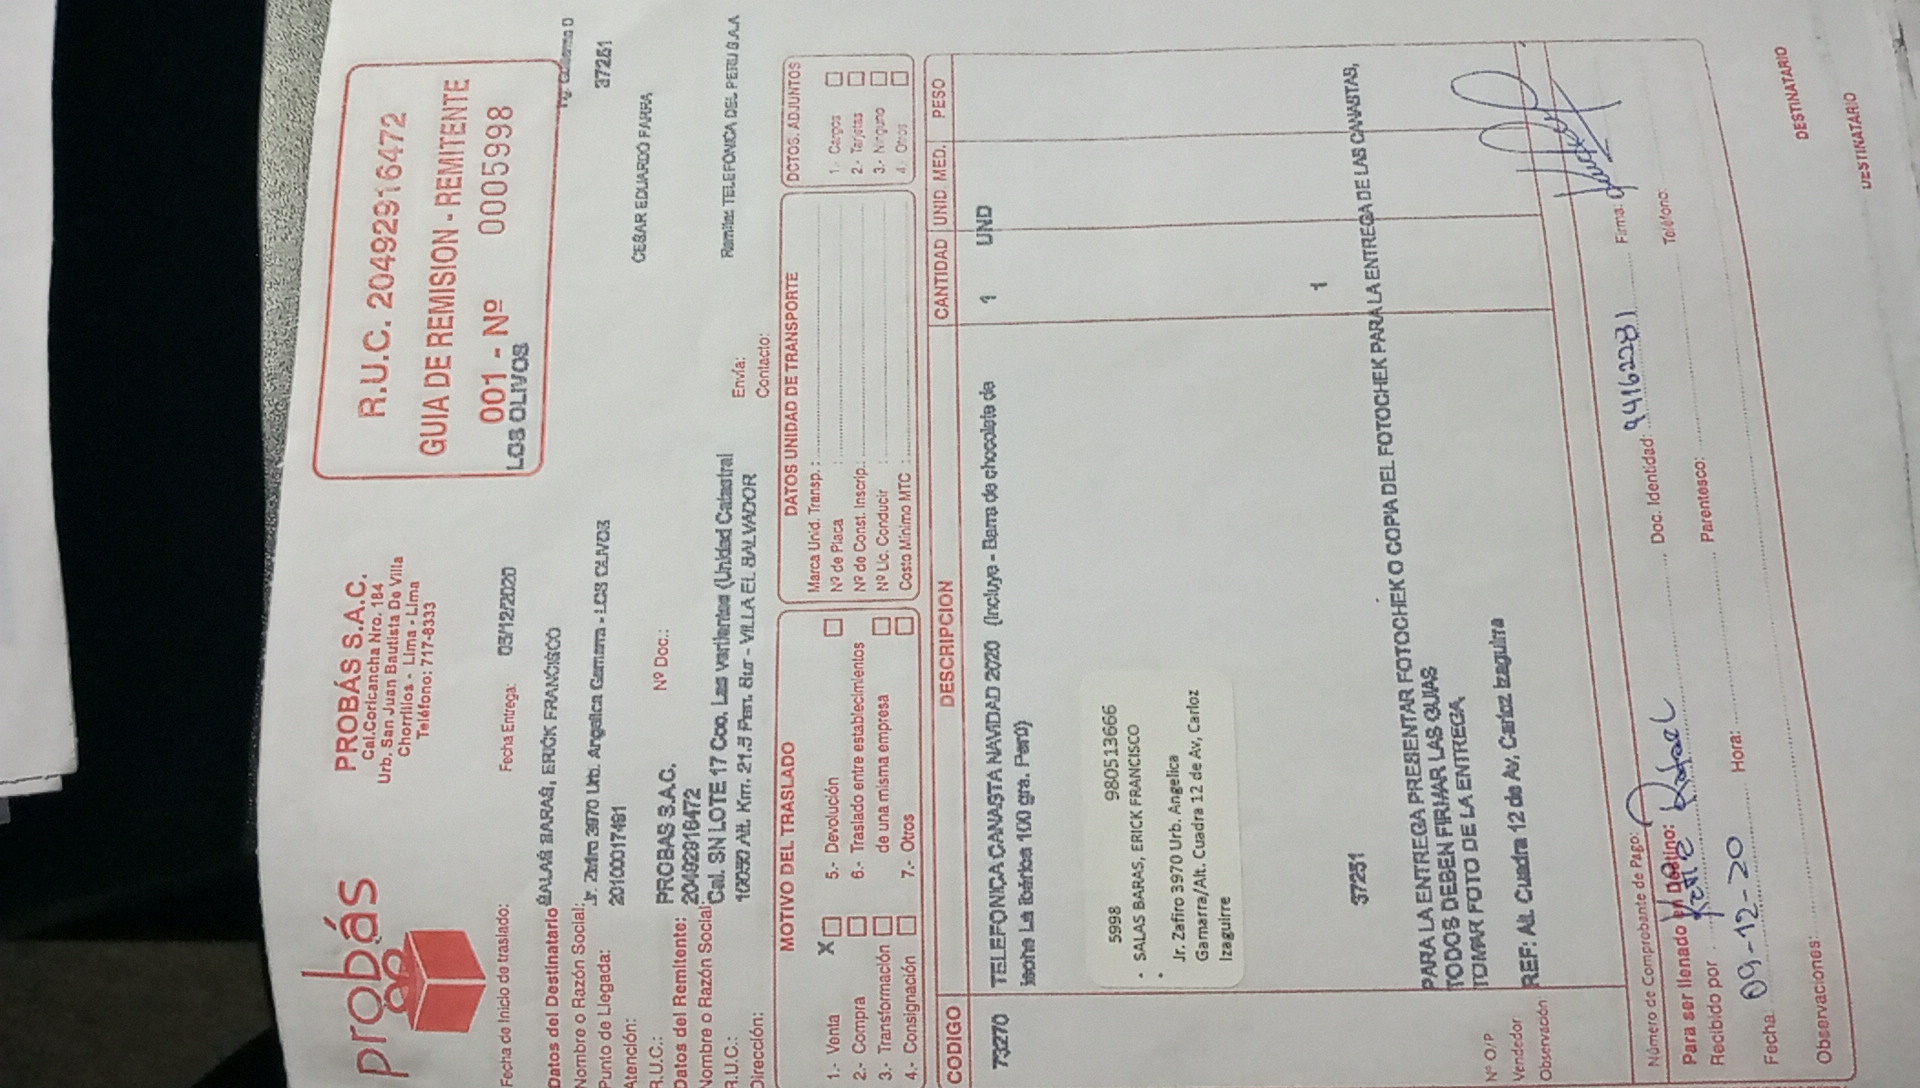 probás
PROBÁS S.A.C.
Cal.Coricancha Nro. 184
Urb. San Juan Bautista De Villa
Chorrillos - Lima - Lima
Teléfono: 717-8333
R.U.C. 20492916472
GUIA DE REMISION - REMITENTE
001 - Nº 0005998
LOS OLIVOS
Fecha de Inicio de traslado:
Fecha Entrega: 03/12/2020
37251
Datos del Destinatario
Nombre o Razón Social: SALAS BARAS, ERICK FRANCISCO
Punto de Llegada: Jr. Zafiro 3970 Urb. Angelica Gamarra - LOS OLIVOS
Atención:
CESAR EDUARDO PARRA
R.U.C.: 20100017491
Nº Doc.:
Datos del Remitente:
Nombre o Razón Social: PROBAS S.A.C.
R.U.C.: 20492916472
Remite: TELEFONICA DEL PERU S.A.A
Dirección: Cal. SN LOTE 17 Coo. Las Vertientes (Unidad Catastral
10090 Alt. Km. 21.5 Pan. Sur - VILLA EL SALVADOR
Envía:
Contacto:
MOTIVO DEL TRASLADO
1.- Venta X
2.- Compra
3.- Transformación
4.- Consignación
5.- Devolución
6.- Traslado entre establecimientos
de una misma empresa
7.- Otros
DATOS UNIDAD DE TRANSPORTE
Marca Unid. Transp. :
Nº de Placa :
Nº de Const. Inscrip.:
Nº Lic. Conducir :
Costo Mínimo MTC :
DCTOS. ADJUNTOS
1.- Cargos
2.- Tarjetas
3.- Ninguno
4.- Otros
CODIGO DESCRIPCION CANTIDAD UNID MED. PESO
73270 TELEFONICA CANASTA NAVIDAD 2020 (Incluye - Barra de chocolate de 1 UND
leche La Ibérica 100 gra. Perú)
5998 980513666
· SALAS BARAS, ERICK FRANCISCO
·
Jr. Zafiro 3970 Urb. Angelica
Gamarra/Alt. Cuadra 12 de Av, Carloz
Izaguirre
1
37251
PARA LA ENTREGA PRESENTAR FOTOCHEK O COPIA DEL FOTOCHEK PARA LA ENTREGA DE LAS CANASTAS,
TODOS DEBEN FIRMAR LAS GUIAS
TOMAR FOTO DE LA ENTREGA
Nº O/P
Vendedor
Observación: REF: Alt. Cuadra 12 de Av, Carloz Izaguirre
Número de Comprobante de Pago:
Para ser llenado en Destino:
Recibido por Rafael Doc. Identidad: Firma:
Fecha: 09-12-20 Hora: Parentesco: Teléfono:
Observaciones:
DESTINATARIO
DESTINATARIO